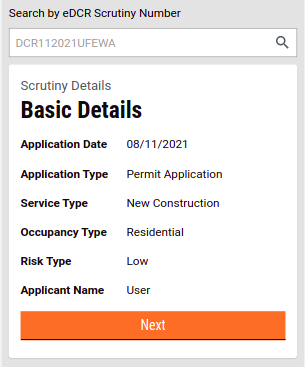 Search by eDCR Scrutiny Number
DCR112021UFEWA
Scrutiny Details
Basic Details
Application Date 08/11/2021
Application Type Permit Application
Service Type New Construction
Occupancy Type Residential
Risk Type Low
Applicant Name User
Next